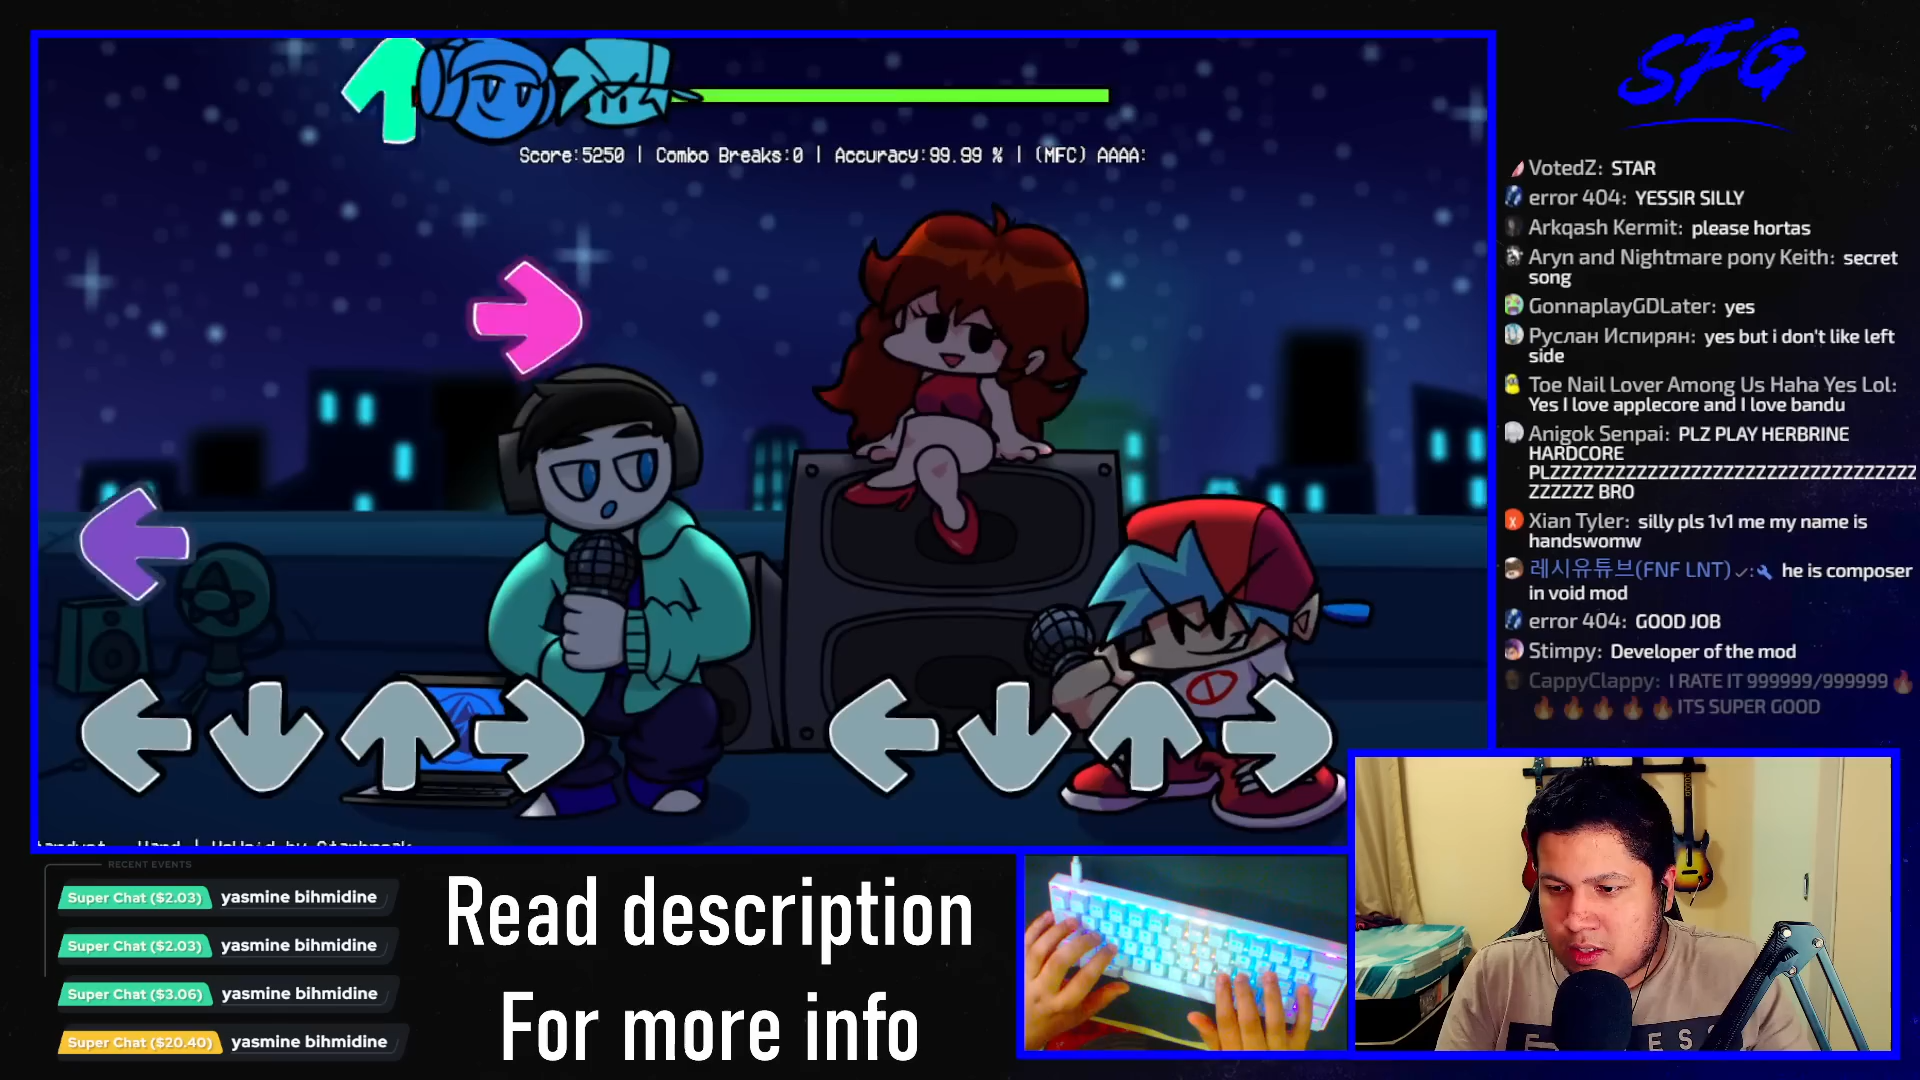 SFG
Score:5250 | Combo Breaks:0 | Accuracy:99.99 % | (MFC) AAAA:
VotedZ: STAR
error 404: YESSIR SILLY
Arkqash Kermit: please hortas
Aryn and Nightmare pony Keith: secret
song
GonnaplayGDLater: yes
Руслан Испирян: yes but i don't like left
side
Toe Nail Lover Among Us Haha Yes Lol:
Yes I love applecore and I love bandu
Anigok Senpai: PLZ PLAY HERBRINE
HARDCORE
PLZZZZZZZZZZZZZZZZZZZZZZZZZZZZZZZZZZ
ZZZZZZ BRO
Xian Tyler: silly pls 1v1 me my name is
handswomw
레시유튜브(FNF LNT) : he is composer
in void mod
error 404: GOOD JOB
Stimpy: Developer of the mod
CappyClappy: I RATE IT 999999/999999🔥
🔥🔥🔥🔥🔥ITS SUPER GOOD
RECENT EVENTS
Super Chat ($2.03) yasmine bihmidine
Super Chat ($2.03) yasmine bihmidine
Super Chat ($3.06) yasmine bihmidine
Super Chat ($20.40) yasmine bihmidine
Read description
For more info